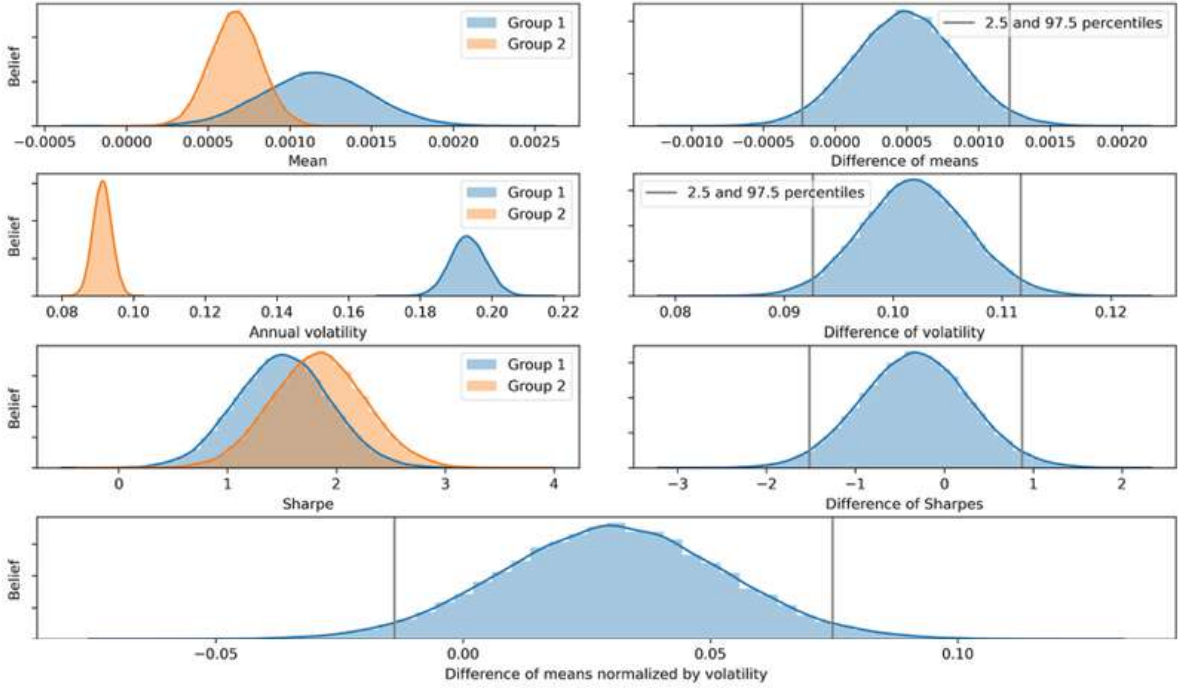 Belief
Group 1
Group 2
−0.0005 0.0000 0.0005 0.0010 0.0015 0.0020 0.0025
Mean
2.5 and 97.5 percentiles
−0.0010 −0.0005 0.0000 0.0005 0.0010 0.0015 0.0020
Difference of means
Belief
Group 1
Group 2
0.08 0.10 0.12 0.14 0.16 0.18 0.20 0.22
Annual volatility
2.5 and 97.5 percentiles
0.08 0.09 0.10 0.11 0.12
Difference of volatility
Belief
Group 1
Group 2
0 1 2 3 4
Sharpe
−3 −2 −1 0 1 2
Difference of Sharpes
Belief
−0.05 0.00 0.05 0.10
Difference of means normalized by volatility